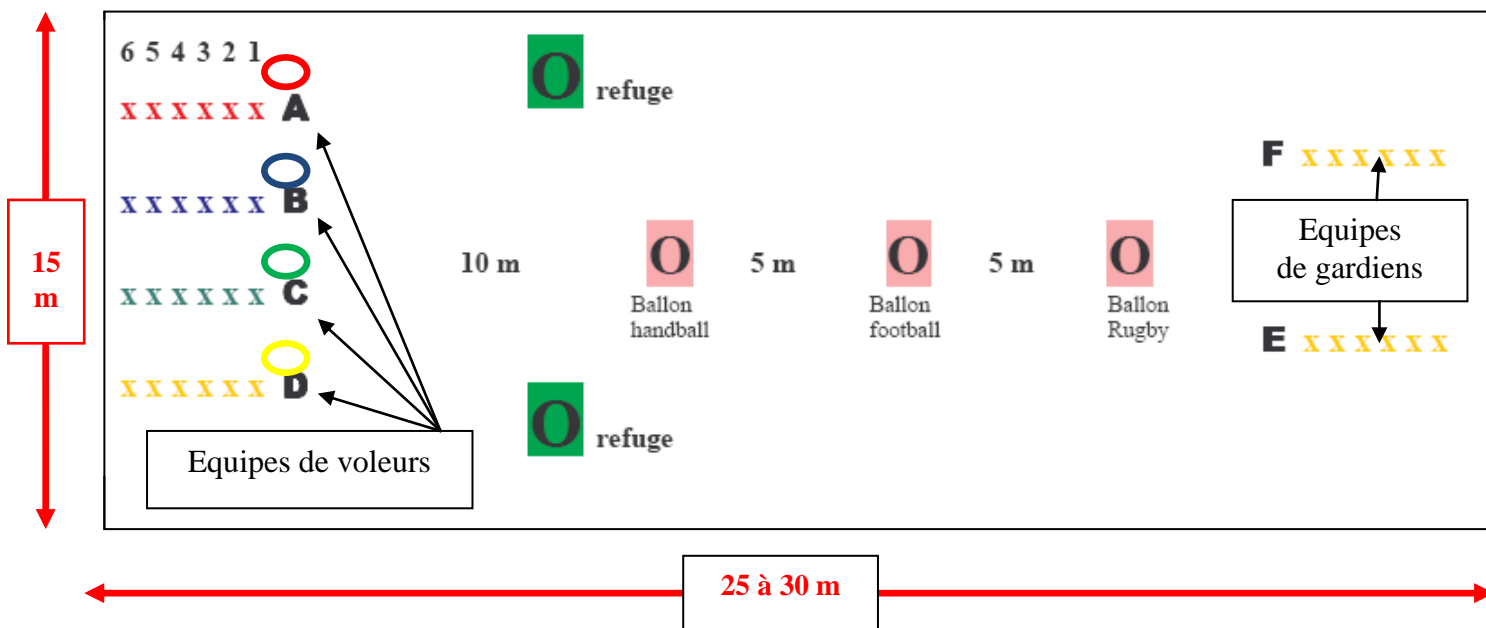 6 5 4 3 2 1
x x x x x x A
x x x x x x B
x x x x x x C
x x x x x x D
Equipes de voleurs
O refuge
10 m
O
Ballon
handball
5 m
O
Ballon
football
5 m
O
Ballon
Rugby
O refuge
F x x x x x x
Equipes
de gardiens
E x x x x x x
15
m
25 à 30 m